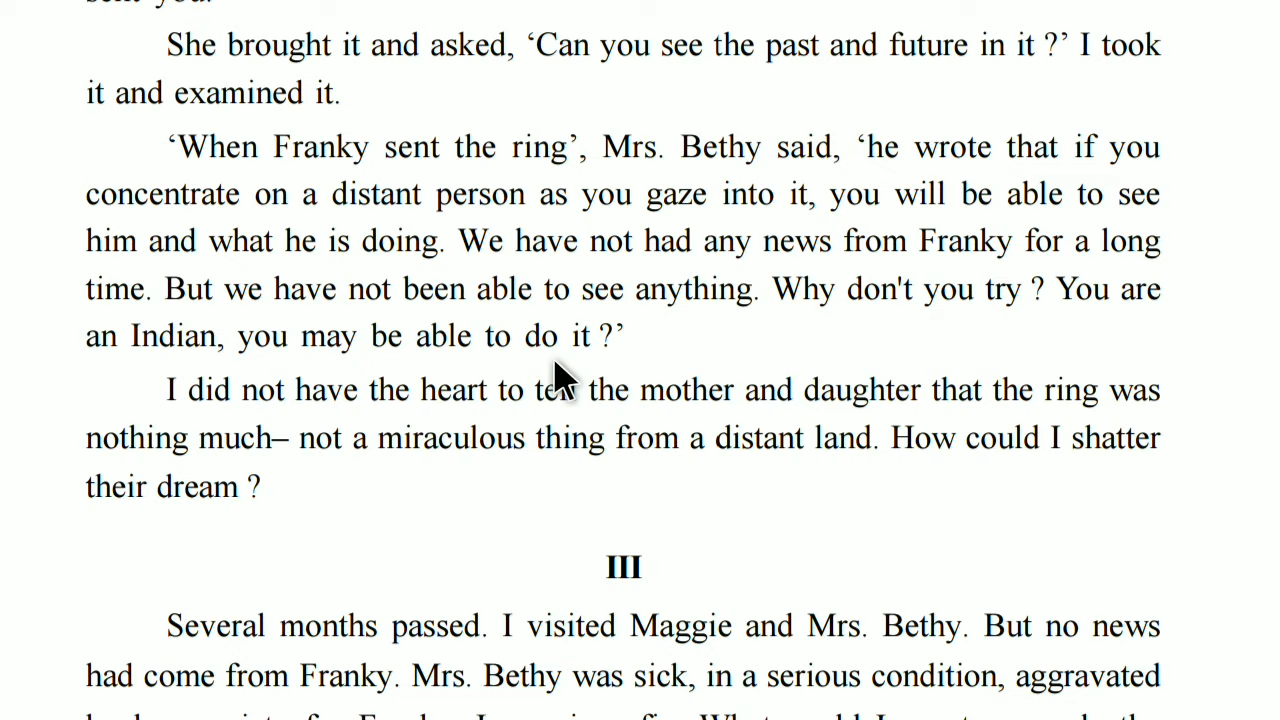 She brought it and asked, ‘Can you see the past and future in it ?’ I took
it and examined it.
‘When Franky sent the ring’, Mrs. Bethy said, ‘he wrote that if you
concentrate on a distant person as you gaze into it, you will be able to see
him and what he is doing. We have not had any news from Franky for a long
time. But we have not been able to see anything. Why don't you try ? You are
an Indian, you may be able to do it ?’
I did not have the heart to tell the mother and daughter that the ring was
nothing much– not a miraculous thing from a distant land. How could I shatter
their dream ?
III
Several months passed. I visited Maggie and Mrs. Bethy. But no news
had come from Franky. Mrs. Bethy was sick, in a serious condition, aggravated